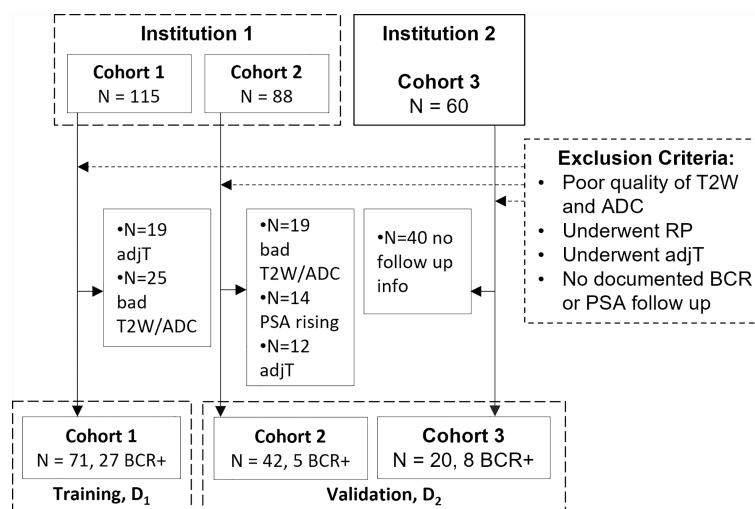 Institution 1
Institution 2
Cohort 1
N = 115
Cohort 2
N = 88
Cohort 3
N = 60
Exclusion Criteria:
• Poor quality of T2W
and ADC
• Underwent RP
• Underwent adjT
• No documented BCR
or PSA follow up
•N=19
adjT
•N=25
bad
T2W/ADC
•N=19
bad
T2W/ADC
•N=14
PSA rising
•N=12
adjT
•N=40 no
follow up
info
Cohort 1
N = 71, 27 BCR+
Cohort 2
N = 42, 5 BCR+
Cohort 3
N = 20, 8 BCR+
Training, D1
Validation, D2